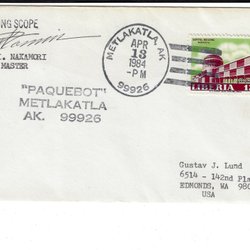 NG SCOPE
. NAKAMORI
MASTER
METLAKATLA, AK
APR
13
1984
-PM
99926
LIBERIA
"PAQUEBOT"
METLAKATLA
AK. 99926
Gustav J. Lund
6514 - 142nd Pl
EDMONDS, WA 980
USA